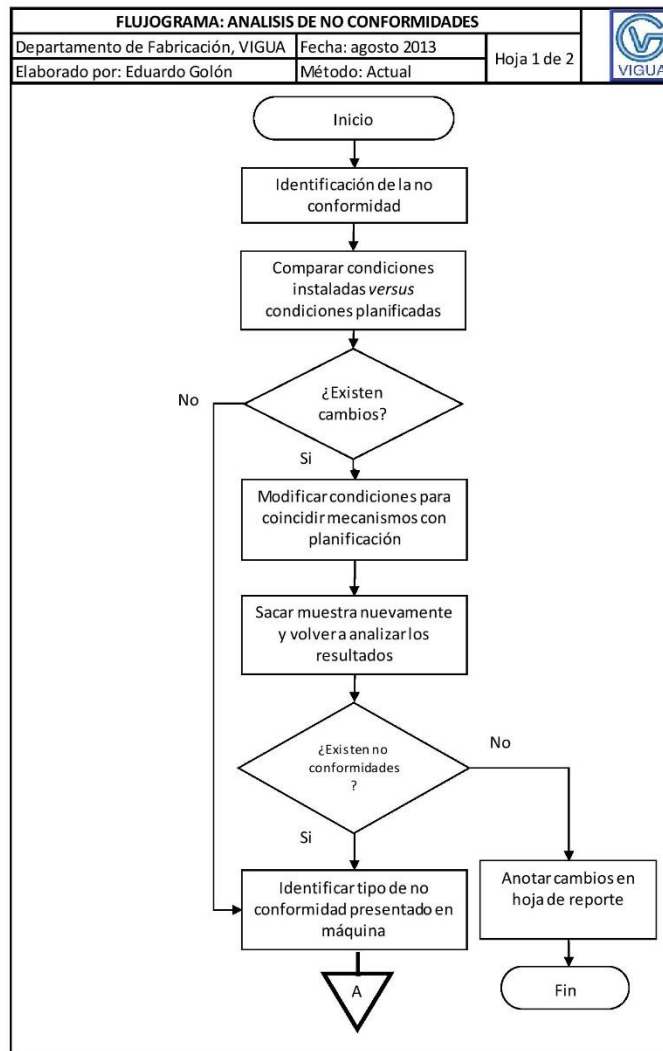 FLUJOGRAMA: ANALISIS DE NO CONFORMIDADES
Departamento de Fabricación, VIGUA
Fecha: agosto 2013
Hoja 1 de 2
Elaborado por: Eduardo Golón
Método: Actual
VIGUA
Inicio
Identificación de la no
conformidad
Comparar condiciones
instaladas versus
condiciones planificadas
¿Existen
cambios?
No
Si
Modificar condiciones para
coincidir mecanismos con
planificación
Sacar muestra nuevamente
y volver a analizar los
resultados
¿Existen no
conformidades
?
No
Si
Identificar tipo de no
conformidad presentado en
máquina
Anotar cambios en
hoja de reporte
A
Fin